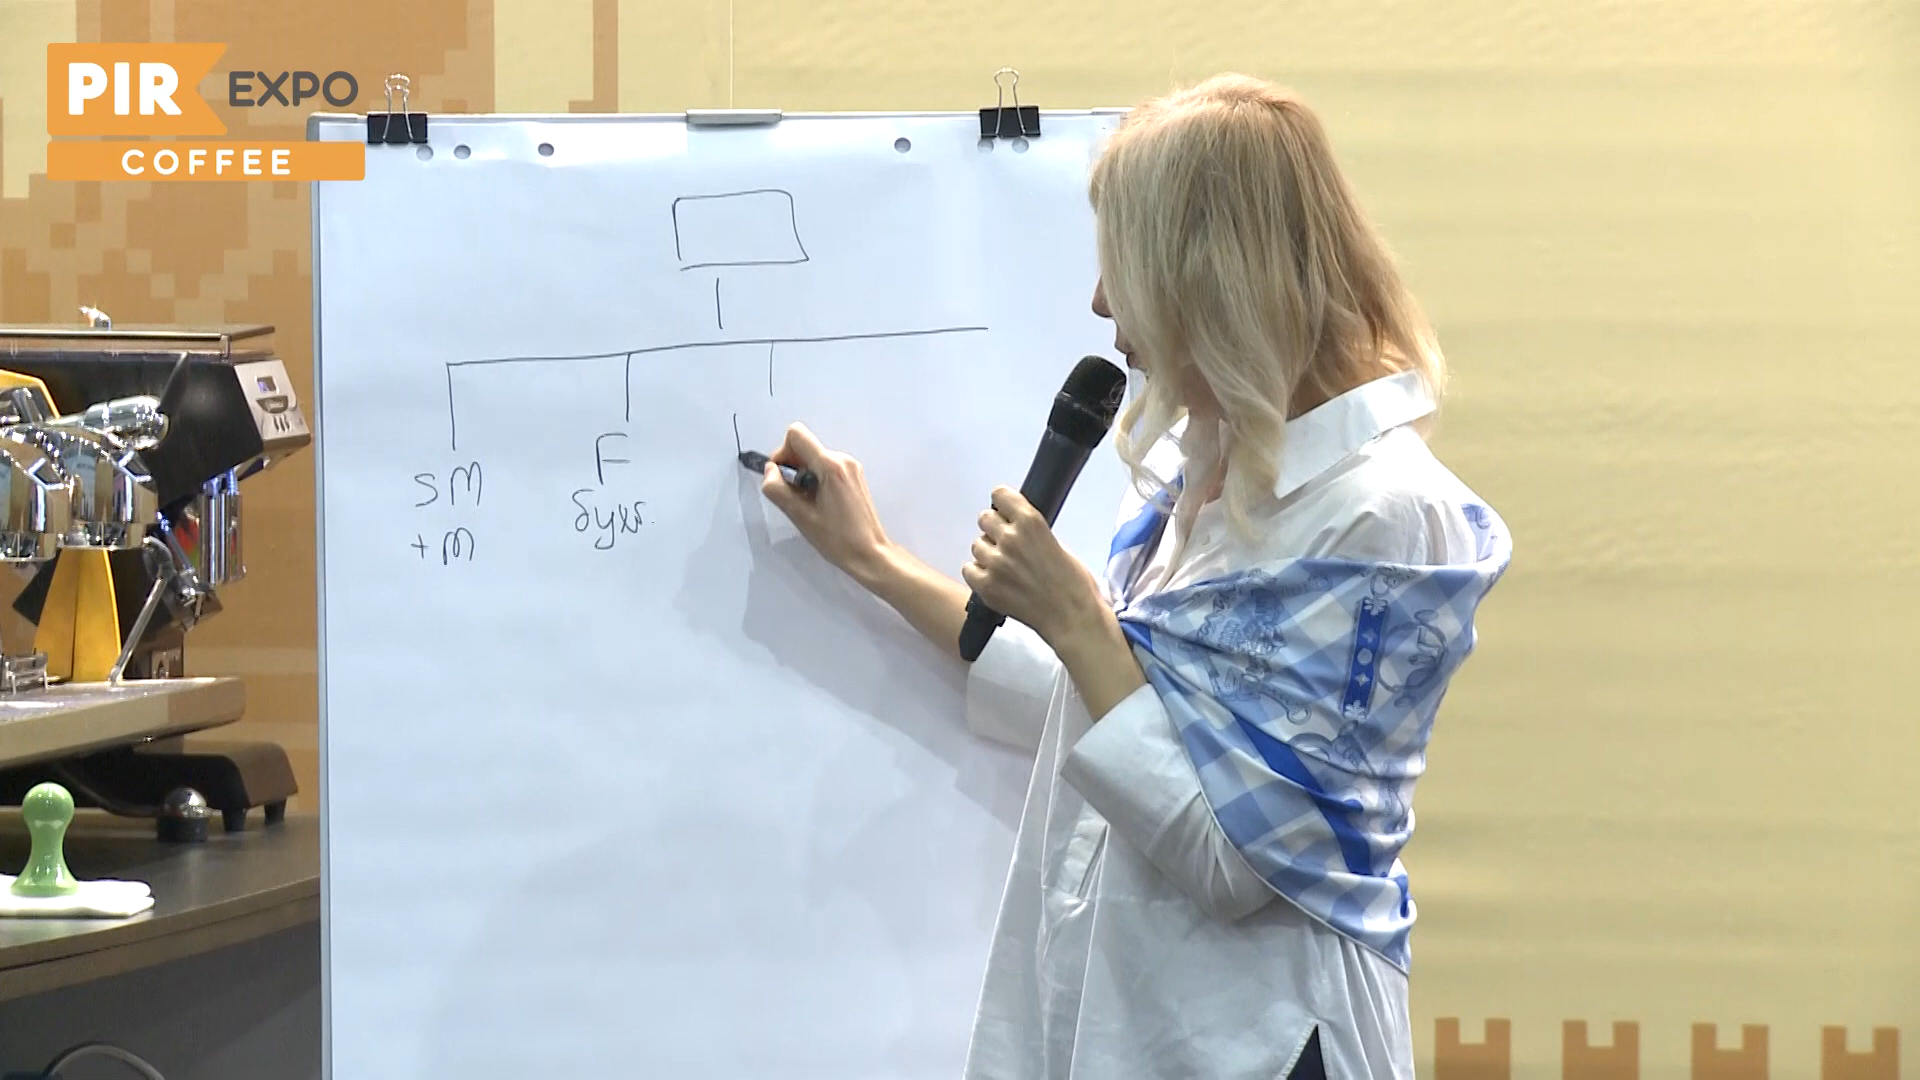 PIR EXPO
COFFEE
SM
+ M
F
бухг.